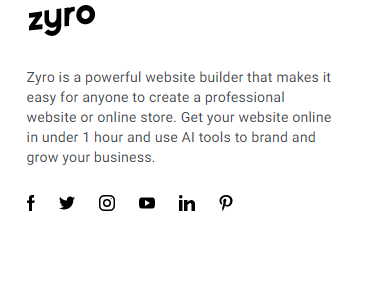 zyro
Zyro is a powerful website builder that makes it
easy for anyone to create a professional
website or online store. Get your website online
in under 1 hour and use AI tools to brand and
grow your business.